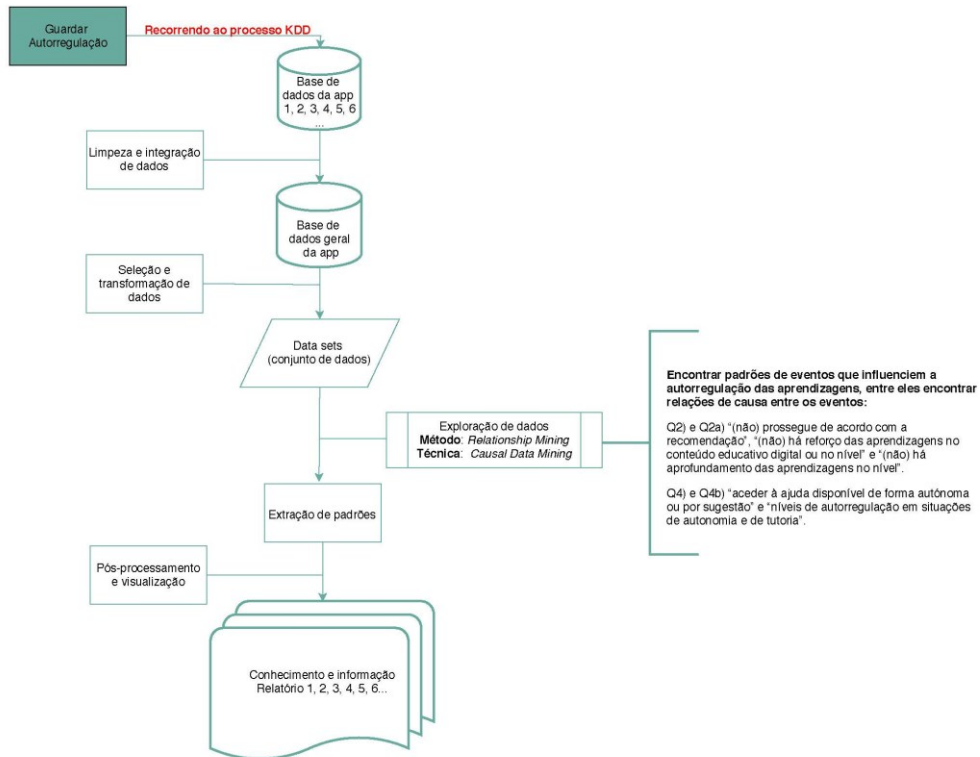 Guardar
Autorregulação
Recorrendo ao processo KDD
Base de
dados da app
1, 2, 3, 4, 5, 6
...
Limpeza e integração
de dados
Base de
dados geral
da app
Seleção e
transformação de
dados
Data sets
(conjunto de dados)
Exploração de dados
Método: Relationship Mining
Técnica: Causal Data Mining
Encontrar padrões de eventos que influenciem a
autorregulação das aprendizagens, entre eles encontrar
relações de causa entre os eventos:
Q2) e Q2a) “(não) prossegue de acordo com a
recomendação”, “(não) há reforço das aprendizagens no
conteúdo educativo digital ou no nível” e “(não) há
aprofundamento das aprendizagens no nível”.
Q4) e Q4b) “aceder à ajuda disponível de forma autónoma
ou por sugestão” e “níveis de autorregulação em situações
de autonomia e de tutoria”.
Extração de padrões
Pós-processamento
e visualização
Conhecimento e informação
Relatório 1, 2, 3, 4, 5, 6...